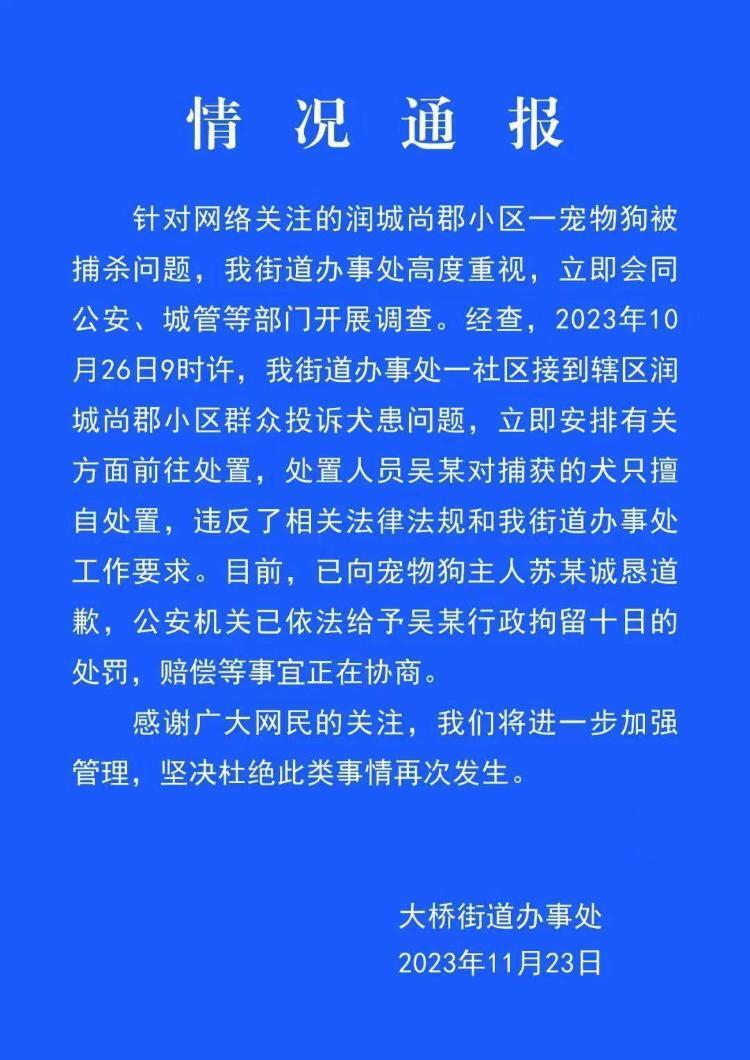 情况通报
针对网络关注的润城尚郡小区一宠物狗被
捕杀问题，我街道办事处高度重视，立即会同
公安、城管等部门开展调查。经查，2023年10
月26日9时许，我街道办事处一社区接到辖区润
城尚郡小区群众投诉犬患问题，立即安排有关
方面前往处置，处置人员吴某对捕获的犬只擅
自处置，违反了相关法律法规和我街道办事处
工作要求。目前，已向宠物狗主人苏某诚恳道
歉，公安机关已依法给予吴某行政拘留十日的
处罚，赔偿等事宜正在协商。
感谢广大网民的关注，我们将进一步加强
管理，坚决杜绝此类事情再次发生。
大桥街道办事处
2023年11月23日